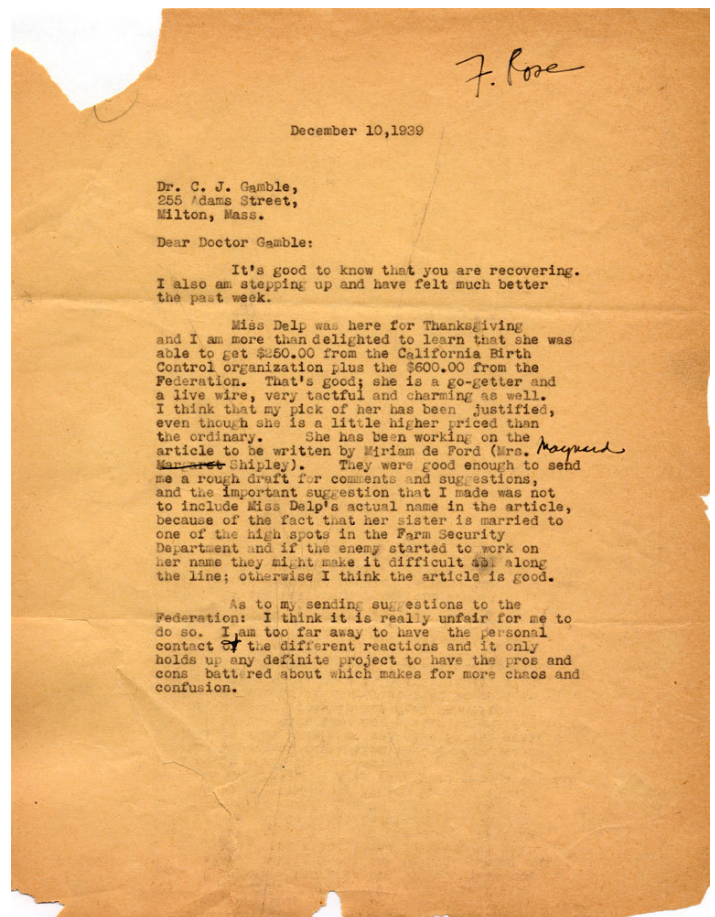 F. Rose
December 10,1939
Dr. C. J. Gamble,
255 Adams Street,
Milton, Mass.
Dear Doctor Gamble:
It's good to know that you are recovering.
I also am stepping up and have felt much better
the past week.
Miss Delp was here for Thanksgiving
and I am more than delighted to learn that she was
able to get $250.00 from the California Birth
Control organization plus the $600.00 from the
Federation. That's good; she is a go-getter and
a live wire, very tactful and charming as well.
I think that my pick of her has been justified,
even though she is a little higher priced than
the ordinary. She has been working on the
article to be written by Miriam de Ford (Mrs. Maynard
Margaret Shipley). They were good enough to send
me a rough draft for comments and suggestions,
and the important suggestion that I made was not
to include Miss Delp's actual name in the article,
because of the fact that her sister is married to
one of the high spots in the Farm Security
Department and if the enemy started to work on
her name they might make it difficult all along
the line; otherwise I think the article is good.
As to my sending suggestions to the
Federation: I think it is really unfair for me to
do so. I am too far away to have the personal
contact of the different reactions and it only
holds up any definite project to have the pros and
cons battered about which makes for more chaos and
confusion.